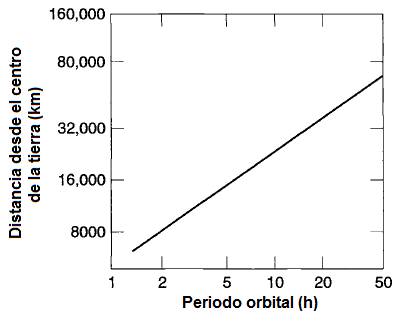 160,000
80,000
32,000
16,000
8000
Distancia desde el centro
de la tierra (km)
1 2 5 10 20 50
Periodo orbital (h)